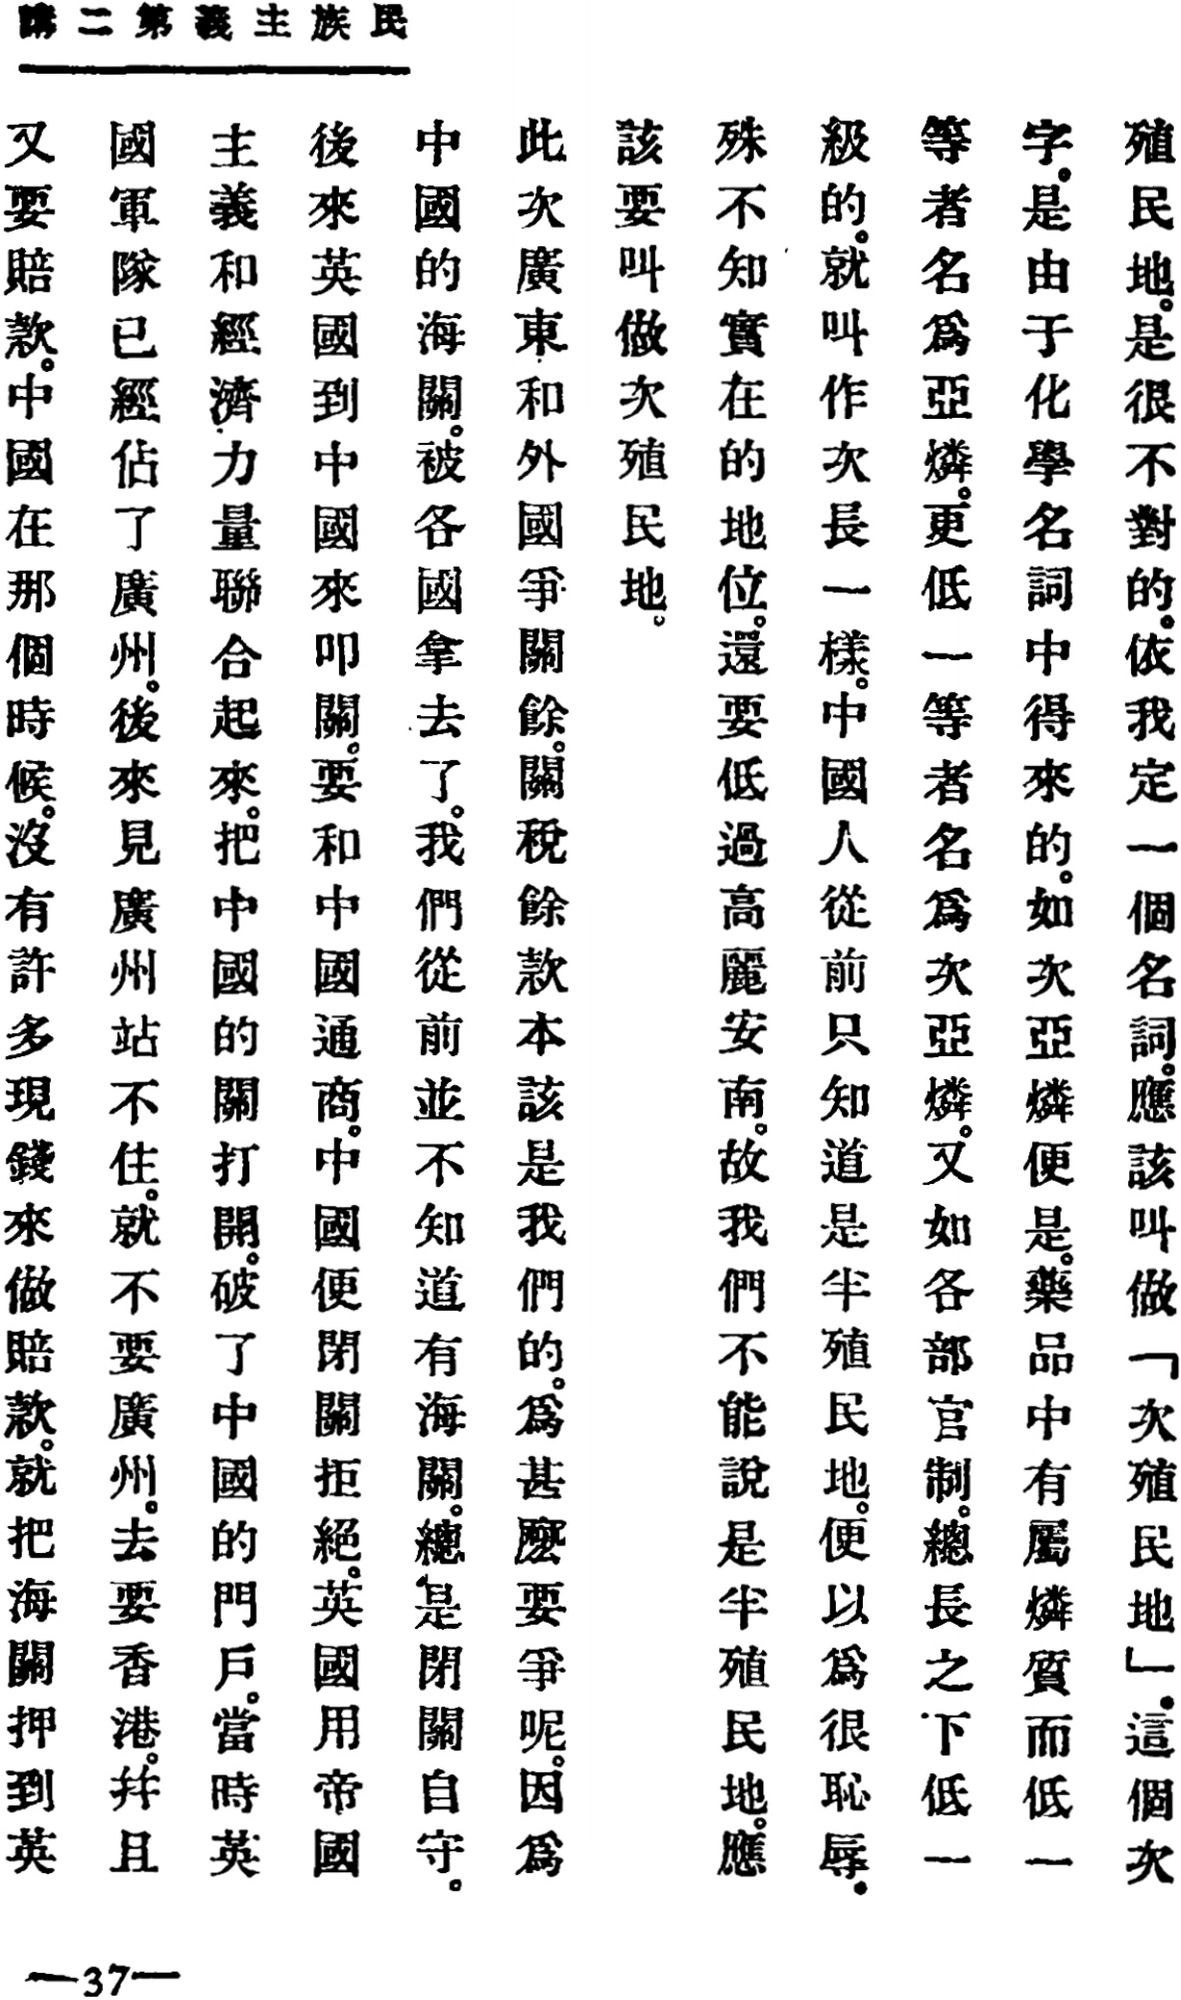 民族主義第二講
殖民地。是很不對的。依我定一個名詞。應該叫做「次殖民地」。這個次
字。是由于化學名詞中得來的。如次亞燐便是。藥品中有屬燐質而低一
等者名爲亞燐。更低一等者名爲次亞燐。又如各部官制。總長之下低一
級的。就叫作次長一樣。中國人從前只知道是半殖民地。便以爲很恥辱。
殊不知實在的地位。還要低過高麗安南。故我們不能說是半殖民地。應
該要叫做次殖民地。
此次廣東和外國爭關餘。關稅餘款本該是我們的。爲甚麽要爭呢。因爲
中國的海關。被各國拿去了。我們從前並不知道有海關。總是閉關自守。
後來英國到中國來叩關。要和中國通商。中國便閉關拒絕。英國用帝國
主義和經濟力量聯合起來。把中國的關打開。破了中國的門戶。當時英
國軍隊已經佔了廣州。後來見廣州站不住。就不要廣州。去要香港。幷且
又要賠款。中國在那個時候。沒有許多現錢來做賠款。就把海關押到英
—37—